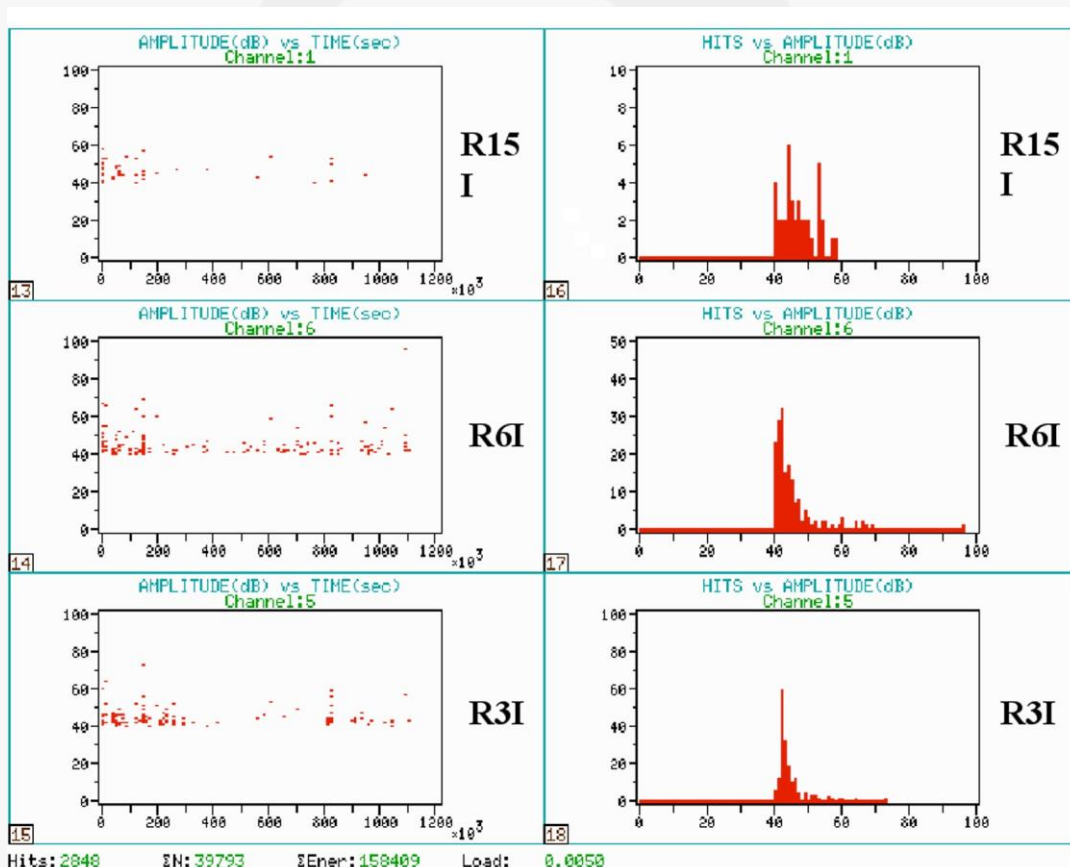 AMPLITUDE(dB) vs TIME(sec)
Channel:1
100
80
60
40
20
0
0 200 400 600 800 1000 1200
×10³
R15
I
13
HITS vs AMPLITUDE(dB)
Channel:1
10
8
6
4
2
0
0 20 40 60 80 100
R15
I
16
AMPLITUDE(dB) vs TIME(sec)
Channel:6
100
80
60
40
20
0
0 200 400 600 800 1000 1200
×10³
R6I
14
HITS vs AMPLITUDE(dB)
Channel:6
50
40
30
20
10
0
0 20 40 60 80 100
R6I
17
AMPLITUDE(dB) vs TIME(sec)
Channel:5
100
80
60
40
20
0
0 200 400 600 800 1000 1200
×10³
R3I
15
HITS vs AMPLITUDE(dB)
Channel:5
100
80
60
40
20
0
0 20 40 60 80 100
R3I
18
Hits:2848 ΣN:39793 ΣEner:158409 Load: 0.0050